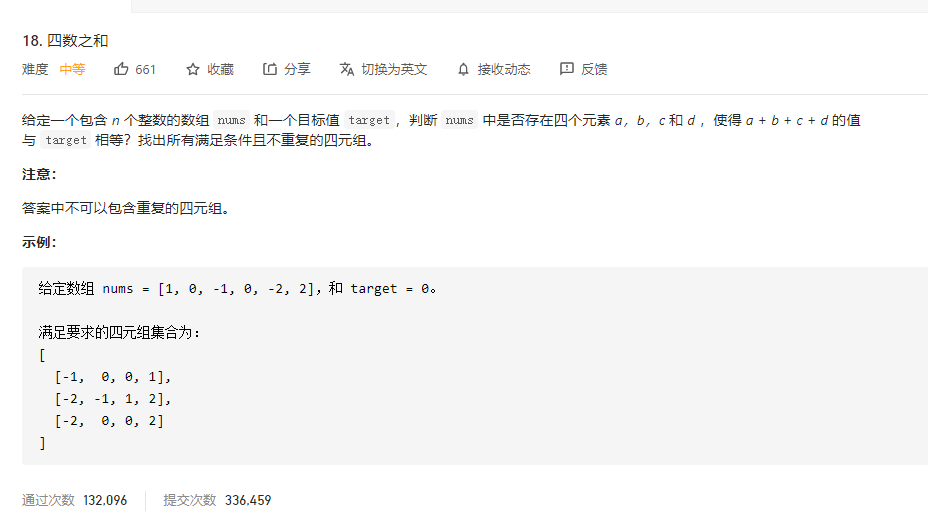 18. 四数之和
难度 中等 661 收藏 分享 切换为英文 接收动态 反馈
给定一个包含 n 个整数的数组 nums 和一个目标值 target，判断 nums 中是否存在四个元素 a，b，c 和 d ，使得 a + b + c + d 的值
与 target 相等？找出所有满足条件且不重复的四元组。
注意：
答案中不可以包含重复的四元组。
示例：
给定数组 nums = [1, 0, -1, 0, -2, 2]，和 target = 0。
满足要求的四元组集合为：
[
[-1, 0, 0, 1],
[-2, -1, 1, 2],
[-2, 0, 0, 2]
]
通过次数 132,096 提交次数 336,459